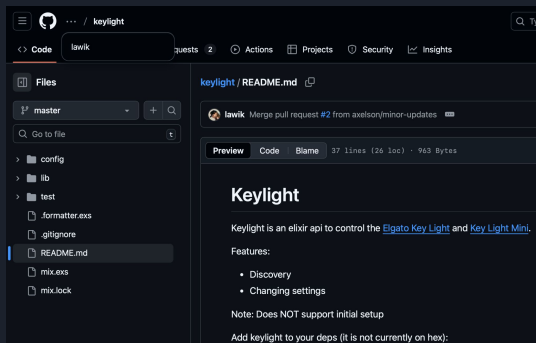 ··· / keylight
lawik
<> Code
quests 2
Actions
Projects
Security
Insights
Files
master
Go to file
t
config
lib
test
.formatter.exs
.gitignore
README.md
mix.exs
mix.lock
keylight / README.md
lawik Merge pull request #2 from axelson/minor-updates ···
Preview Code Blame 37 lines (26 loc) · 963 Bytes
Keylight
Keylight is an elixir api to control the Elgato Key Light and Key Light Mini.
Features:
• Discovery
• Changing settings
Note: Does NOT support initial setup
Add keylight to your deps (it is not currently on hex):